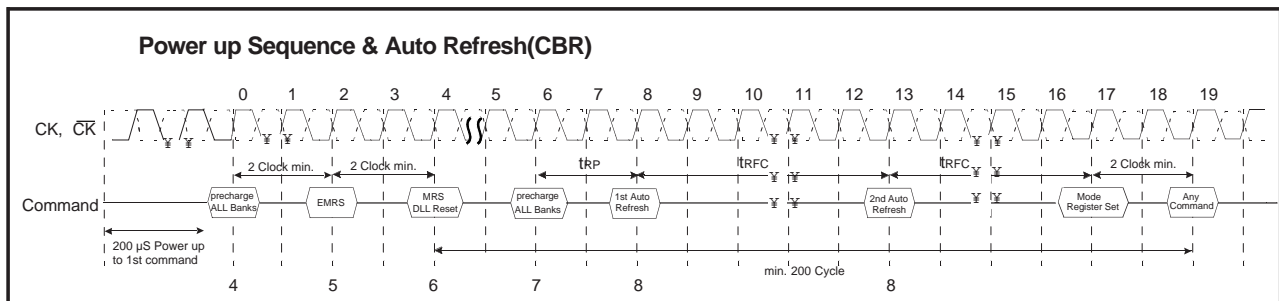 Power up Sequence & Auto Refresh(CBR)
0 1 2 3 4 5 6 7 8 9 10 11 12 13 14 15 16 17 18 19
CK, CK
¥ ¥ ¥ ¥ ¥ ¥ ¥ ¥
2 Clock min. 2 Clock min. tRP tRFC tRFC 2 Clock min.
¥ ¥ ¥ ¥
Command
precharge
ALL Banks
EMRS
MRS
DLL Reset
precharge
ALL Banks
1st Auto
Refresh
2nd Auto
Refresh
Mode
Register Set
Any
Command
¥ ¥ ¥ ¥
200 µS Power up
to 1st command
min. 200 Cycle
4 5 6 7 8 8